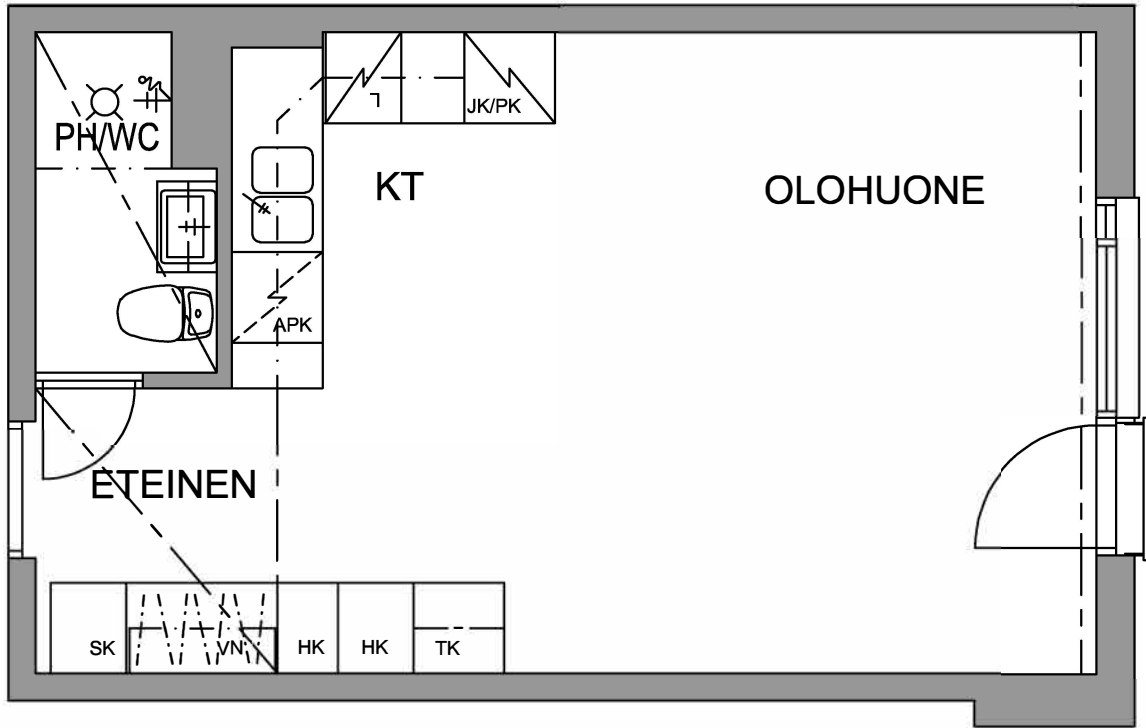 JK/PK
PH/WC
KT
OLOHUONE
APK
ETEINEN
SK
VN
HK
HK
TK